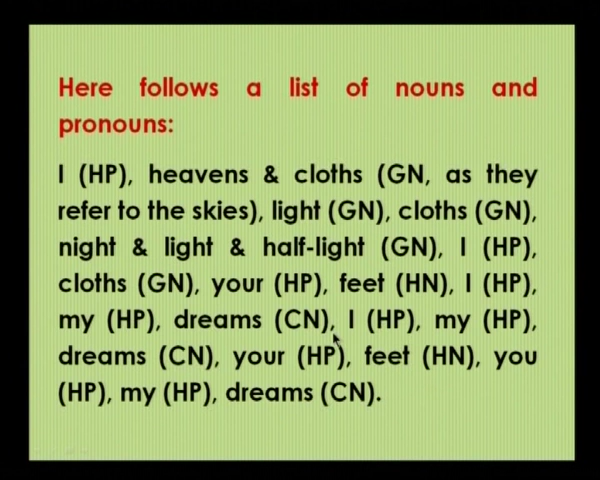 Here follows a list of nouns and
pronouns:
I (HP), heavens & cloths (GN, as they
refer to the skies), light (GN), cloths (GN),
night & light & half-light (GN), I (HP),
cloths (GN), your (HP), feet (HN), I (HP),
my (HP), dreams (CN), I (HP), my (HP),
dreams (CN), your (HP), feet (HN), you
(HP), my (HP), dreams (CN).